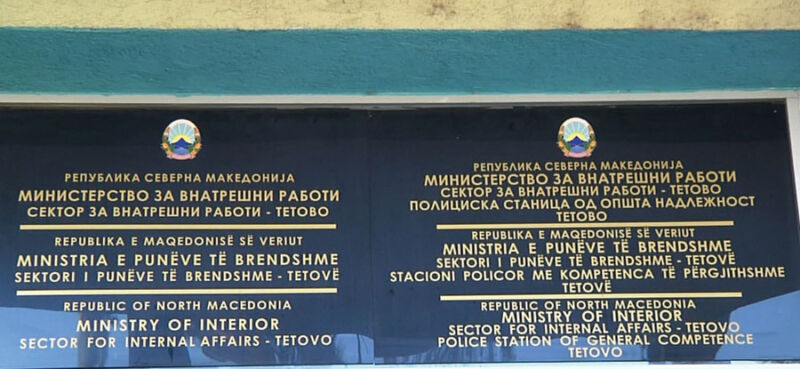 РЕПУБЛИКА СЕВЕРНА МАКЕДОНИЈА
МИНИСТЕРСТВО ЗА ВНАТРЕШНИ РАБОТИ
СЕКТОР ЗА ВНАТРЕШНИ РАБОТИ - ТЕТОВО
REPUBLIKA E MAQEDONISË SË VERIUT
MINISTRIA E PUNËVE TË BRENDSHME
SEKTORI I PUNËVE TË BRENDSHME - TETOVË
REPUBLIC OF NORTH MACEDONIA
MINISTRY OF INTERIOR
SECTOR FOR INTERNAL AFFAIRS - TETOVO
РЕПУБЛИКА СЕВЕРНА МАКЕДОНИЈА
МИНИСТЕРСТВО ЗА ВНАТРЕШНИ РАБОТИ
СЕКТОР ЗА ВНАТРЕШНИ РАБОТИ - ТЕТОВО
ПОЛИЦИСКА СТАНИЦА ОД ОПШТА НАДЛЕЖНОСТ
ТЕТОВО
REPUBLIKA E MAQEDONISË SË VERIUT
MINISTRIA E PUNËVE TË BRENDSHME
SEKTORI I PUNËVE TË BRENDSHME - TETOVË
STACIONI POLICOR ME KOMPETENCA TË PËRGJITHSHME
TETOVË
REPUBLIC OF NORTH MACEDONIA
MINISTRY OF INTERIOR
SECTOR FOR INTERNAL AFFAIRS - TETOVO
POLICE STATION OF GENERAL COMPETENCE
TETOVO